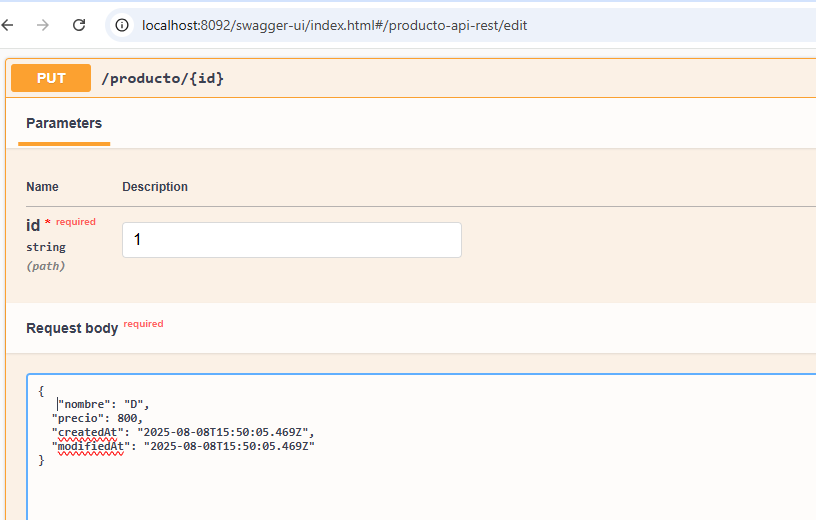 localhost:8092/swagger-ui/index.html#/producto-api-rest/edit
PUT /producto/{id}
Parameters
Name Description
id * required
string
(path)
1
Request body required
{
"nombre": "D",
"precio": 800,
"createdAt": "2025-08-08T15:50:05.469Z",
"modifiedAt": "2025-08-08T15:50:05.469Z"
}